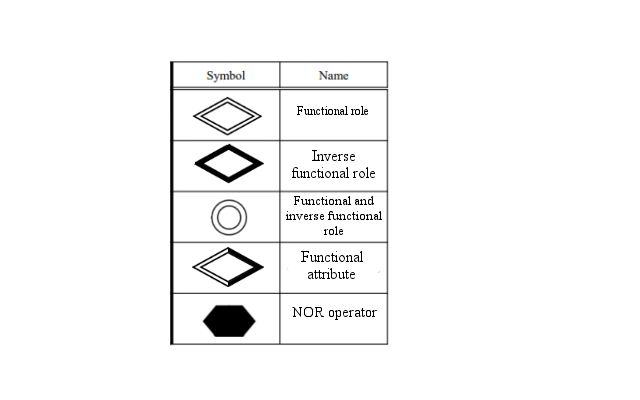 Symbol Name
Functional role
Inverse
functional role
Functional and
inverse functional
role
Functional
attribute
NOR operator